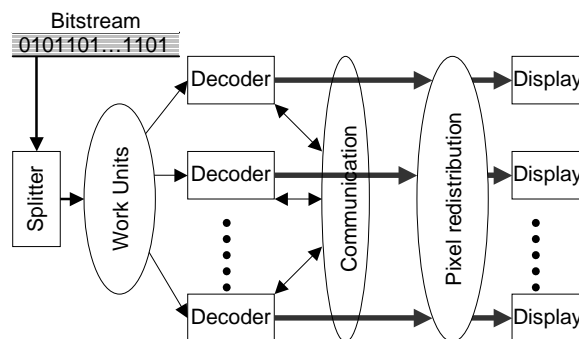 Bitstream
0101101...1101
Splitter
Work Units
Decoder
Decoder
Decoder
Communication
Pixel redistribution
Display
Display
Display